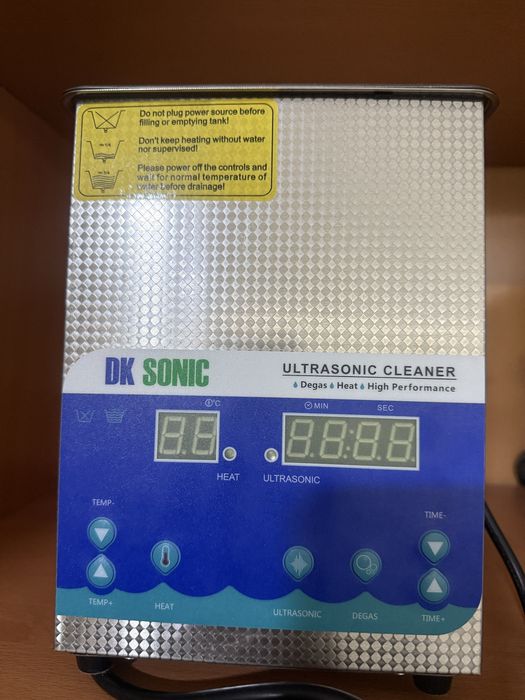 Do not plug power source before
filling or emptying tank!
Don't keep heating without water
nor supervised!
Please power off the controls and
wait for normal temperature of
water before drainage!
DK SONIC
ULTRASONIC CLEANER
Degas Heat High Performance
°C
MIN SEC
HEAT ULTRASONIC
TEMP-
TIME-
TEMP+
HEAT
ULTRASONIC
DEGAS
TIME+